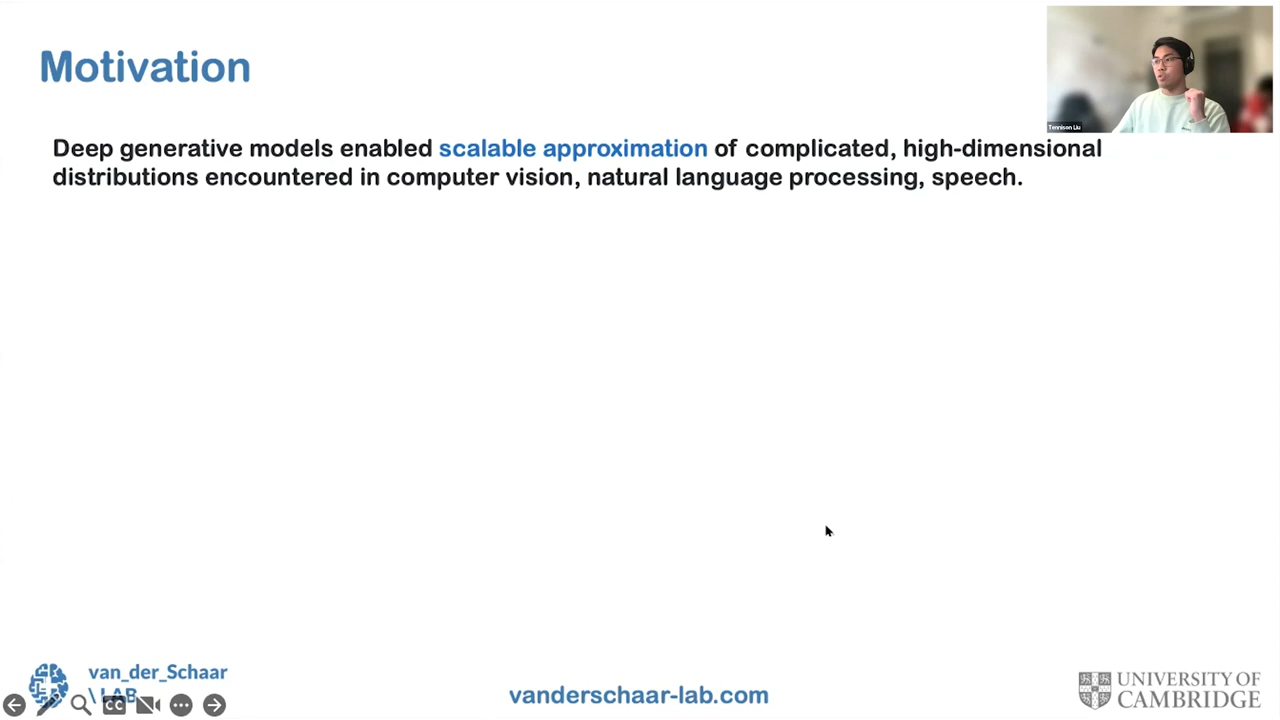 Motivation
Tennison Liu
Deep generative models enabled scalable approximation of complicated, high-dimensional
distributions encountered in computer vision, natural language processing, speech.
van_der_Schaar
\ LAB
CC
vanderschaar-lab.com
UNIVERSITY OF
CAMBRIDGE